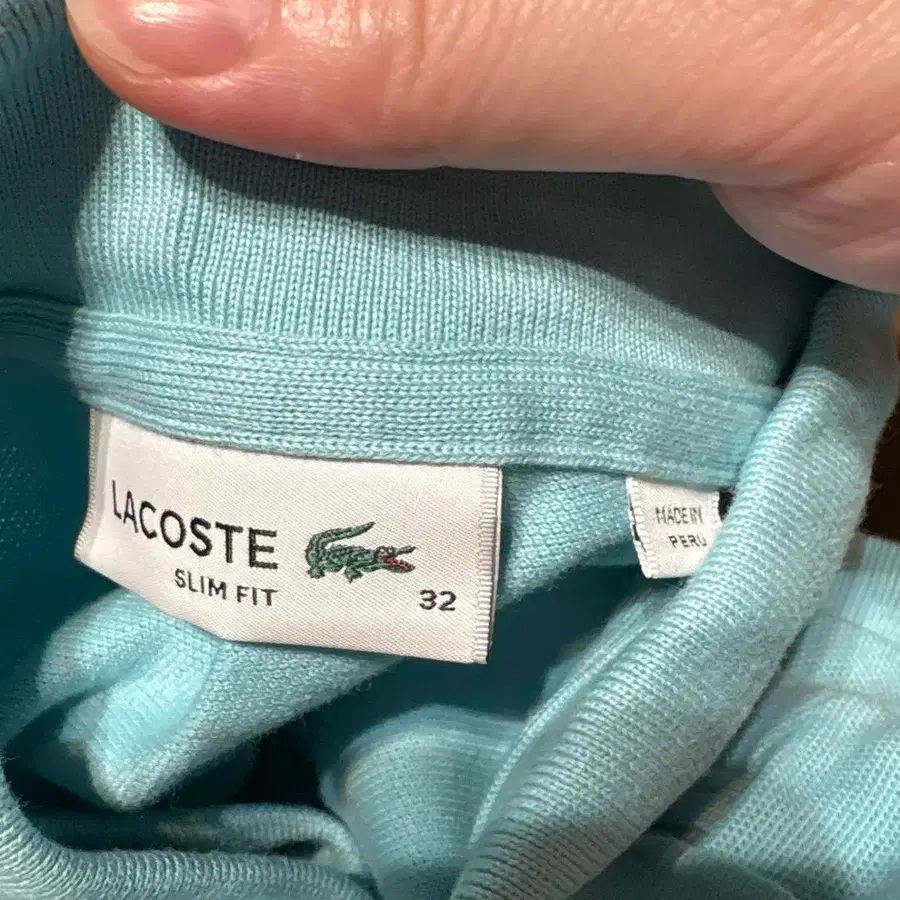 LACOSTE
SLIM FIT
32
MADE IN
PERU